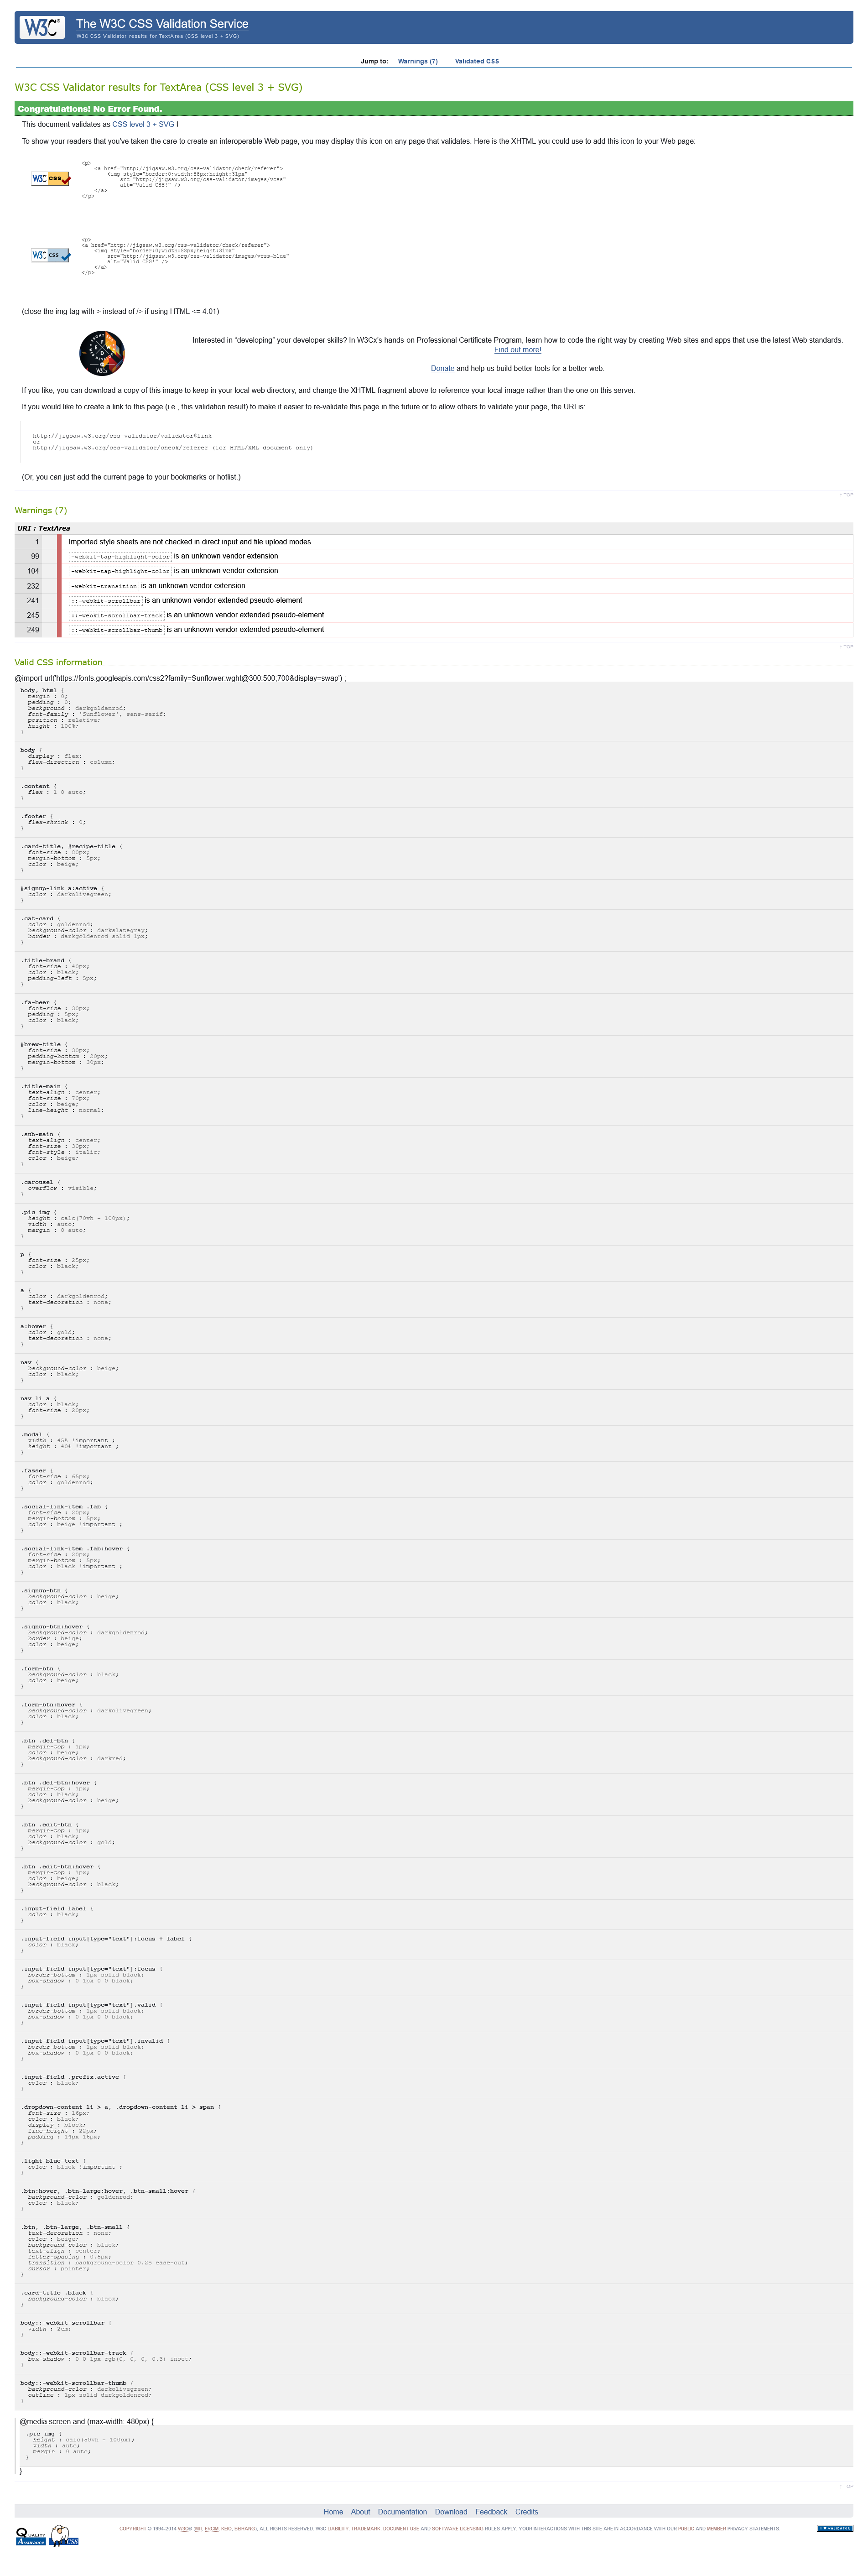 W3C®
The W3C CSS Validation Service
W3C CSS Validator results for TextArea (CSS level 3 + SVG)
Jump to: Warnings (7) Validated CSS
W3C CSS Validator results for TextArea (CSS level 3 + SVG)
Congratulations! No Error Found.
This document validates as CSS level 3 + SVG !
To show your readers that you've taken the care to create an interoperable Web page, you may display this icon on any page that validates. Here is the XHTML you could use to add this icon to your Web page:
W3C css
<p>
<a href="http://jigsaw.w3.org/css-validator/check/referer">
<img style="border:0;width:88px;height:31px"
src="http://jigsaw.w3.org/css-validator/images/vcss"
alt="Valid CSS!" />
</a>
</p>
W3C css
<p>
<a href="http://jigsaw.w3.org/css-validator/check/referer">
<img style="border:0;width:88px;height:31px"
src="http://jigsaw.w3.org/css-validator/images/vcss-blue"
alt="Valid CSS!" />
</a>
</p>
(close the img tag with > instead of /> if using HTML <= 4.01)
Interested in "developing" your developer skills? In W3Cx's hands-on Professional Certificate Program, learn how to code the right way by creating Web sites and apps that use the latest Web standards.
Find out more!
Donate and help us build better tools for a better web.
If you like, you can download a copy of this image to keep in your local web directory, and change the XHTML fragment above to reference your local image rather than the one on this server.
If you would like to create a link to this page (i.e., this validation result) to make it easier to re-validate this page in the future or to allow others to validate your page, the URI is:
http://jigsaw.w3.org/css-validator/validator$link
or
http://jigsaw.w3.org/css-validator/check/referer (for HTML/XML document only)
(Or, you can just add the current page to your bookmarks or hotlist.)
↑ TOP
Warnings (7)
URI : TextArea
1 Imported style sheets are not checked in direct input and file upload modes
99 -webkit-tap-highlight-color is an unknown vendor extension
104 -webkit-tap-highlight-color is an unknown vendor extension
232 -webkit-transition is an unknown vendor extension
241 ::-webkit-scrollbar is an unknown vendor extended pseudo-element
245 ::-webkit-scrollbar-track is an unknown vendor extended pseudo-element
249 ::-webkit-scrollbar-thumb is an unknown vendor extended pseudo-element
↑ TOP
Valid CSS information
@import url('https://fonts.googleapis.com/css2?family=Sunflower:wght@300;500;700&display=swap') ;
body, html {
margin : 0;
padding : 0;
background : darkgoldenrod;
font-family : 'Sunflower', sans-serif;
position : relative;
height : 100%;
}
body {
display : flex;
flex-direction : column;
}
.content {
flex : 1 0 auto;
}
.footer {
flex-shrink : 0;
}
.card-title, #recipe-title {
font-size : 50px;
margin-bottom : 5px;
color : beige;
}
#signup-link a:active {
color : darkolivegreen;
}
.cat-card {
color : goldenrod;
background-color : darkslategray;
border : darkgoldenrod solid 1px;
}
.title-brand {
font-size : 40px;
color : black;
padding-left : 5px;
}
.fa-beer {
font-size : 30px;
padding : 5px;
color : black;
}
#brew-title {
font-size : 50px;
padding-bottom : 20px;
margin-bottom : 30px;
}
.title-main {
text-align : center;
font-size : 70px;
color : beige;
line-height : normal;
}
.sub-main {
text-align : center;
font-size : 30px;
font-style : italic;
color : beige;
}
.carousel {
overflow : visible;
}
.pic img {
height : calc(70vh - 100px);
width : auto;
margin : 0 auto;
}
p {
font-size : 25px;
color : black;
}
a {
color : darkgoldenrod;
text-decoration : none;
}
a:hover {
color : gold;
text-decoration : none;
}
nav {
background-color : beige;
color : black;
}
nav li a {
color : black;
font-size : 20px;
}
.modal {
width : 45% !important ;
height : 40% !important ;
}
.fasser {
font-size : 65px;
color : goldenrod;
}
.social-link-item .fab {
font-size : 20px;
margin-bottom : 5px;
color : beige !important ;
}
.social-link-item .fab:hover {
font-size : 20px;
margin-bottom : 5px;
color : black !important ;
}
.signup-btn {
background-color : beige;
color : black;
}
.signup-btn:hover {
background-color : darkgoldenrod;
border : beige;
color : beige;
}
.form-btn {
background-color : black;
color : beige;
}
.form-btn:hover {
background-color : darkolivegreen;
color : black;
}
.btn .del-btn {
margin-top : 1px;
color : beige;
background-color : darkred;
}
.btn .del-btn:hover {
margin-top : 1px;
color : black;
background-color : beige;
}
.btn .edit-btn {
margin-top : 1px;
color : black;
background-color : gold;
}
.btn .edit-btn:hover {
margin-top : 1px;
color : beige;
background-color : black;
}
.input-field label {
color : black;
}
.input-field input[type="text"]:focus + label {
color : black;
}
.input-field input[type="text"]:focus {
border-bottom : 1px solid black;
box-shadow : 0 1px 0 0 black;
}
.input-field input[type="text"].valid {
border-bottom : 1px solid black;
box-shadow : 0 1px 0 0 black;
}
.input-field input[type="text"].invalid {
border-bottom : 1px solid black;
box-shadow : 0 1px 0 0 black;
}
.input-field .prefix.active {
color : black;
}
.dropdown-content li > a, .dropdown-content li > span {
font-size : 16px;
color : black;
display : block;
line-height : 22px;
padding : 14px 16px;
}
.light-blue-text {
color : black !important ;
}
.btn:hover, .btn-large:hover, .btn-small:hover {
background-color : goldenrod;
color : black;
}
.btn, .btn-large, .btn-small {
text-decoration : none;
color : beige;
background-color : black;
text-align : center;
letter-spacing : 0.5px;
transition : background-color 0.2s ease-out;
cursor : pointer;
}
.card-title .black {
background-color : black;
}
body::-webkit-scrollbar {
width : 2em;
}
body::-webkit-scrollbar-track {
box-shadow : 0 0 1px rgb(0, 0, 0, 0.3) inset;
}
body::-webkit-scrollbar-thumb {
background-color : darkolivegreen;
outline : 1px solid darkgoldenrod;
}
@media screen and (max-width: 480px) {
.pic img {
height : calc(50vh - 100px);
width : auto;
margin : 0 auto;
}
}
↑ TOP
Home About Documentation Download Feedback Credits
QUALITY Assurance CSS
COPYRIGHT © 1994-2014 W3C® (MIT, ERCIM, KEIO, BEIHANG), ALL RIGHTS RESERVED. W3C LIABILITY, TRADEMARK, DOCUMENT USE AND SOFTWARE LICENSING RULES APPLY. YOUR INTERACTIONS WITH THIS SITE ARE IN ACCORDANCE WITH OUR PUBLIC AND MEMBER PRIVACY STATEMENTS.
I ♥ VALIDATOR